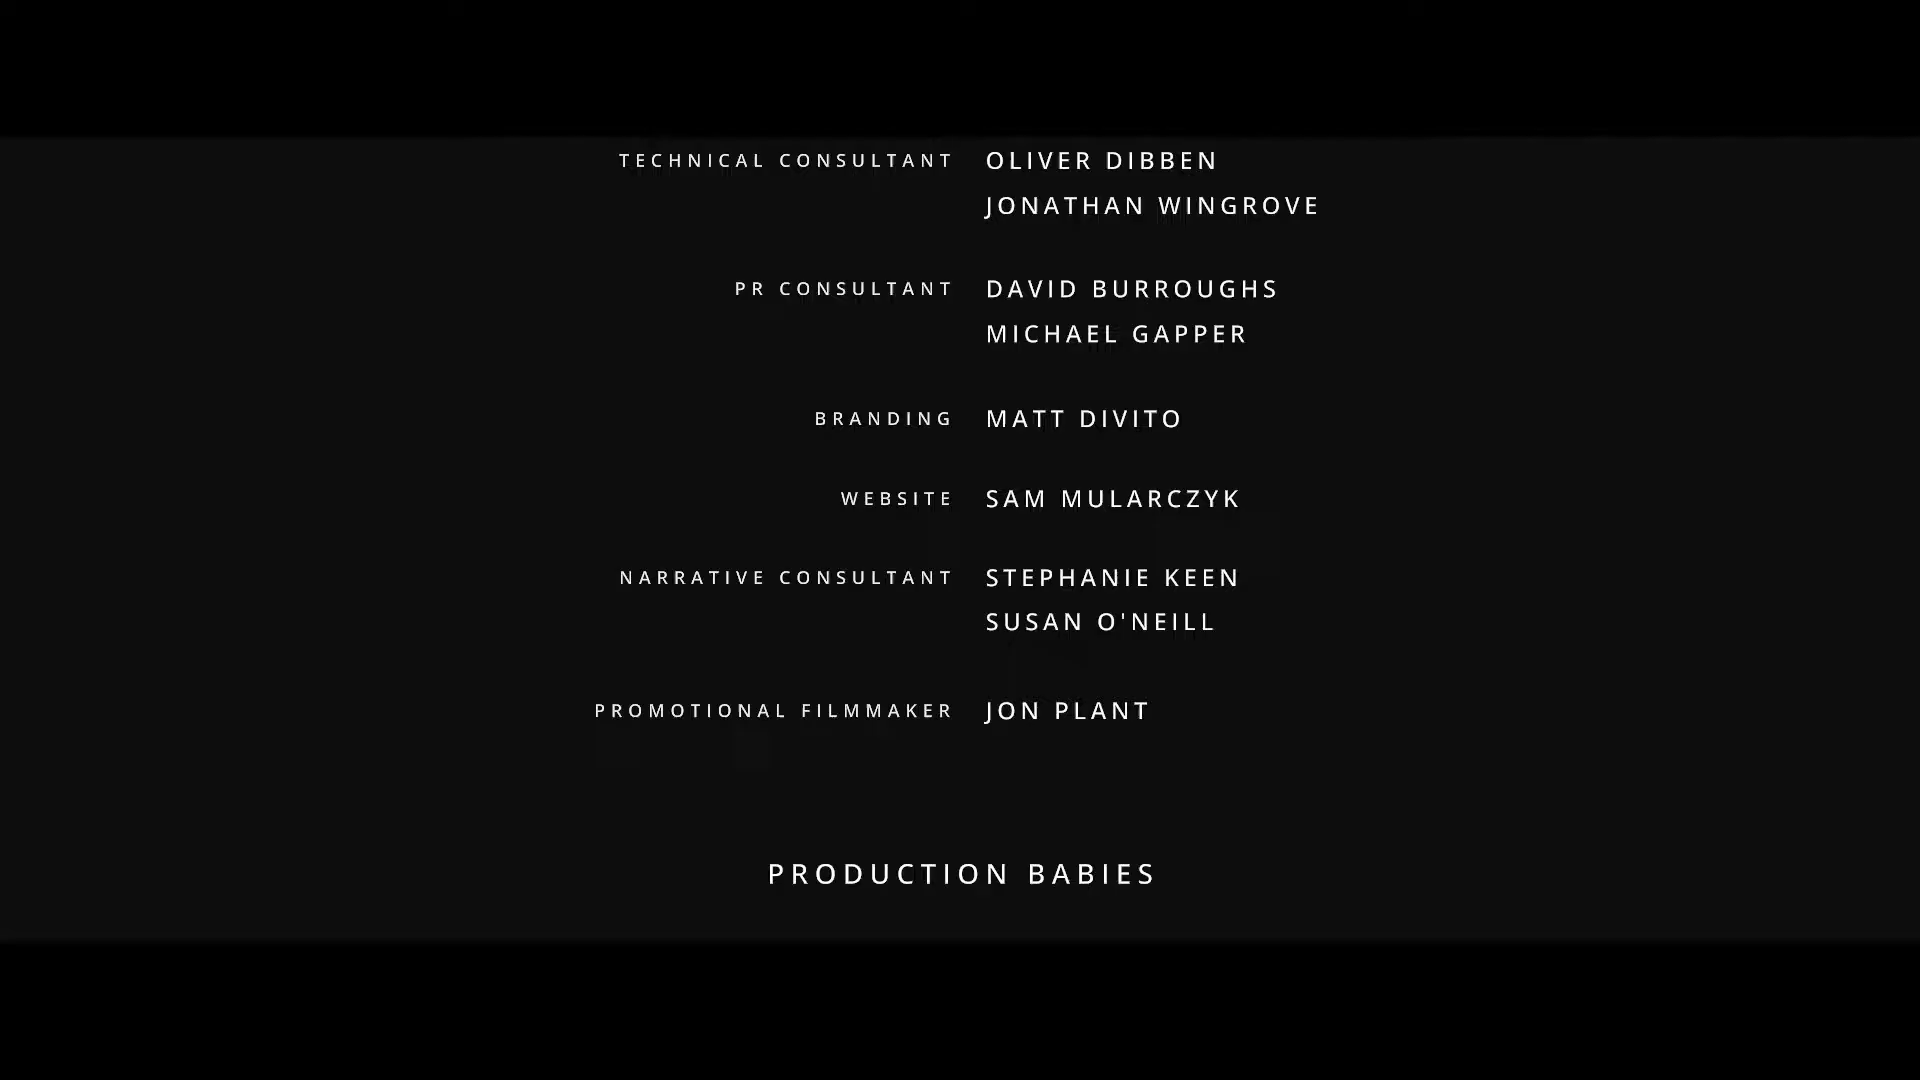 TECHNICAL CONSULTANT OLIVER DIBBEN
JONATHAN WINGROVE
PR CONSULTANT DAVID BURROUGHS
MICHAEL GAPPER
BRANDING MATT DIVITO
WEBSITE SAM MULARCZYK
NARRATIVE CONSULTANT STEPHANIE KEEN
SUSAN O'NEILL
PROMOTIONAL FILMMAKER JON PLANT
PRODUCTION BABIES